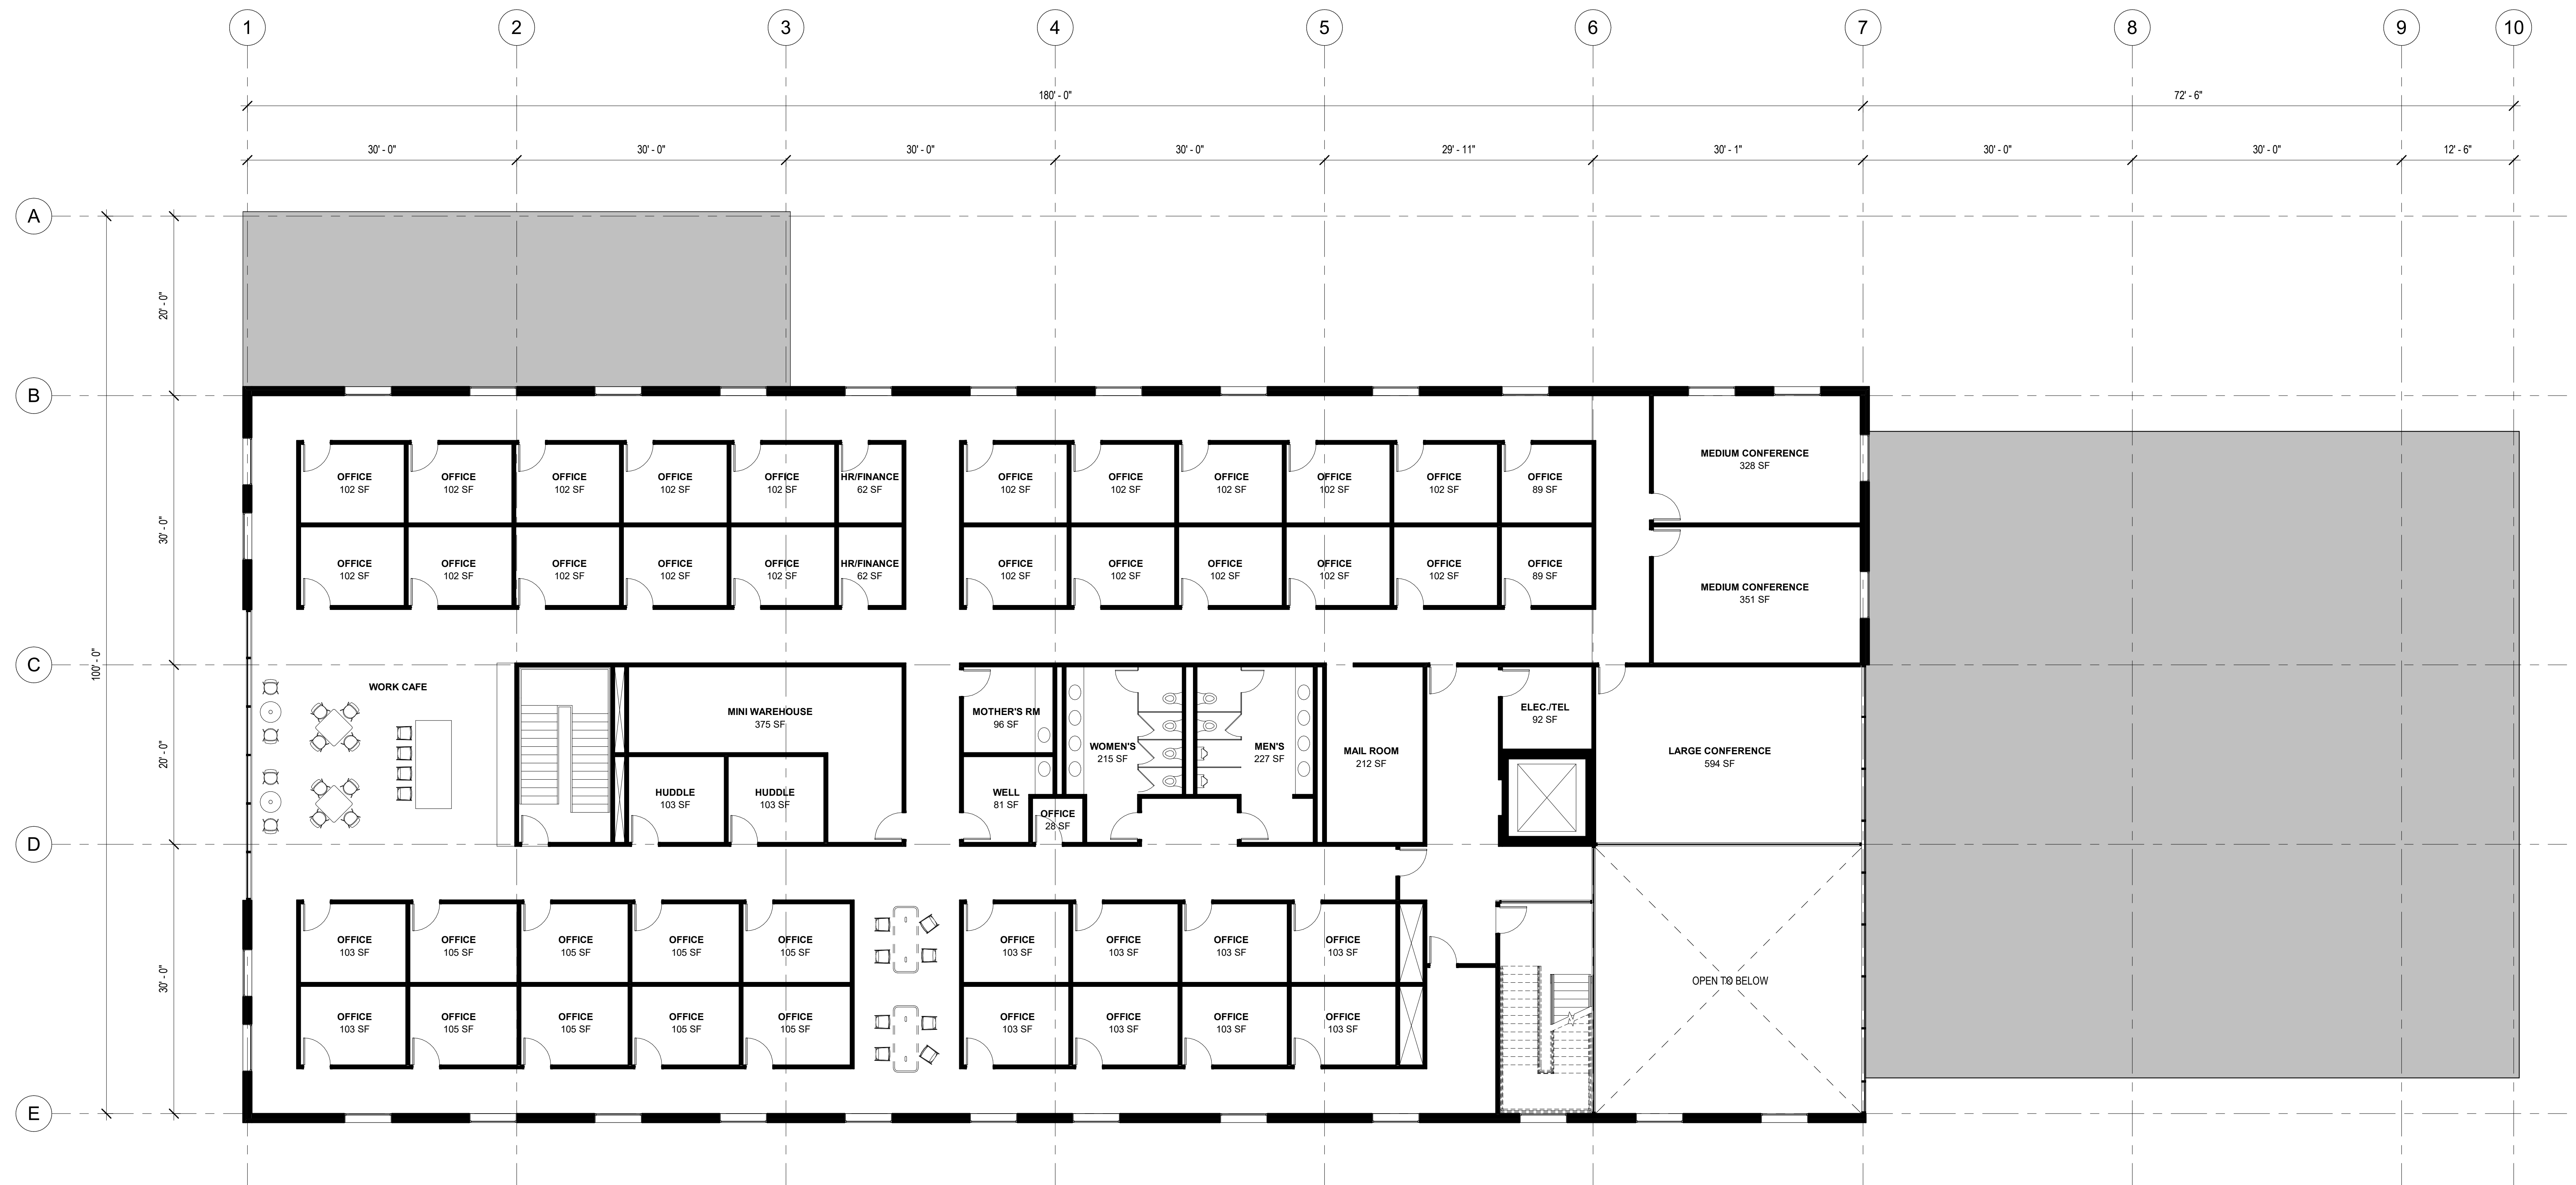 1 2 3 4 5 6 7 8 9 10
180' - 0" 72' - 6"
30' - 0" 30' - 0" 30' - 0" 30' - 0" 29' - 11" 30' - 1" 30' - 0" 30' - 0" 12' - 6"
A
20' - 0"
B
30' - 0"
100' - 0"
C
20' - 0"
D
30' - 0"
E
OFFICE OFFICE OFFICE OFFICE OFFICE HR/FINANCE OFFICE OFFICE OFFICE OFFICE OFFICE OFFICE
102 SF 102 SF 102 SF 102 SF 102 SF 62 SF 102 SF 102 SF 102 SF 102 SF 102 SF 89 SF
MEDIUM CONFERENCE
328 SF
OFFICE OFFICE OFFICE OFFICE OFFICE HR/FINANCE OFFICE OFFICE OFFICE OFFICE OFFICE OFFICE
102 SF 102 SF 102 SF 102 SF 102 SF 62 SF 102 SF 102 SF 102 SF 102 SF 102 SF 89 SF
MEDIUM CONFERENCE
351 SF
WORK CAFE
MINI WAREHOUSE
375 SF
HUDDLE
103 SF
HUDDLE
103 SF
MOTHER'S RM
96 SF
WELL
81 SF
OFFICE
28 SF
WOMEN'S
215 SF
MEN'S
227 SF
MAIL ROOM
212 SF
ELEC./TEL
92 SF
LARGE CONFERENCE
594 SF
OFFICE OFFICE OFFICE OFFICE OFFICE OFFICE OFFICE OFFICE OFFICE
103 SF 105 SF 105 SF 105 SF 105 SF 103 SF 103 SF 103 SF 103 SF
OPEN TO BELOW
OFFICE OFFICE OFFICE OFFICE OFFICE OFFICE OFFICE OFFICE OFFICE
103 SF 105 SF 105 SF 105 SF 105 SF 103 SF 103 SF 103 SF 103 SF